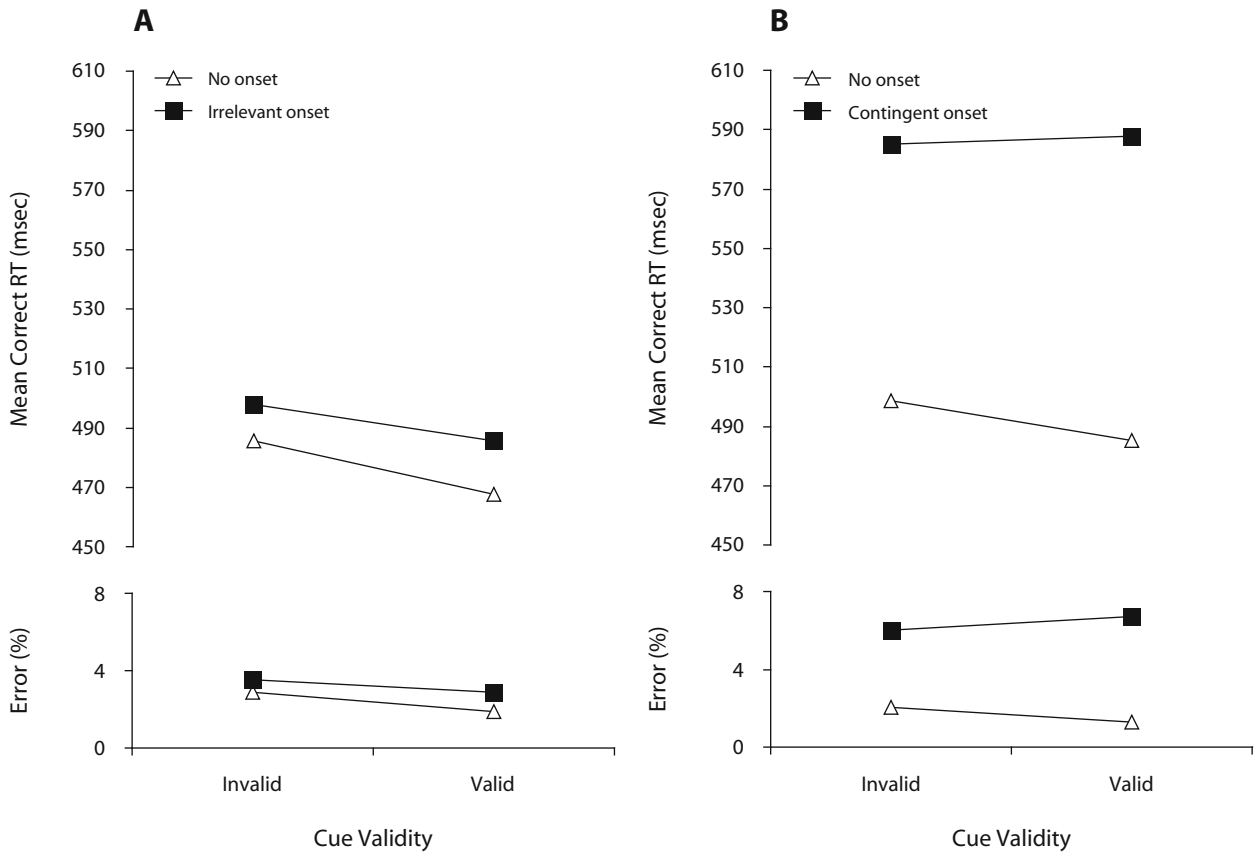 A
No onset
Irrelevant onset
610
590
570
550
530
510
490
470
450
Mean Correct RT (msec)
8
4
0
Error (%)
Invalid
Valid
Cue Validity
B
No onset
Contingent onset
610
590
570
550
530
510
490
470
450
Mean Correct RT (msec)
8
4
0
Error (%)
Invalid
Valid
Cue Validity